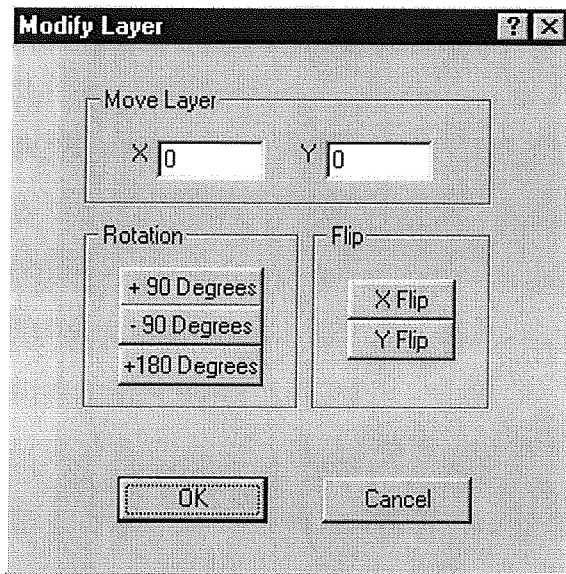 Modify Layer ? X
Move Layer
X 0 Y 0
Rotation
+ 90 Degrees
- 90 Degrees
+180 Degrees
Flip
X Flip
Y Flip
OK Cancel